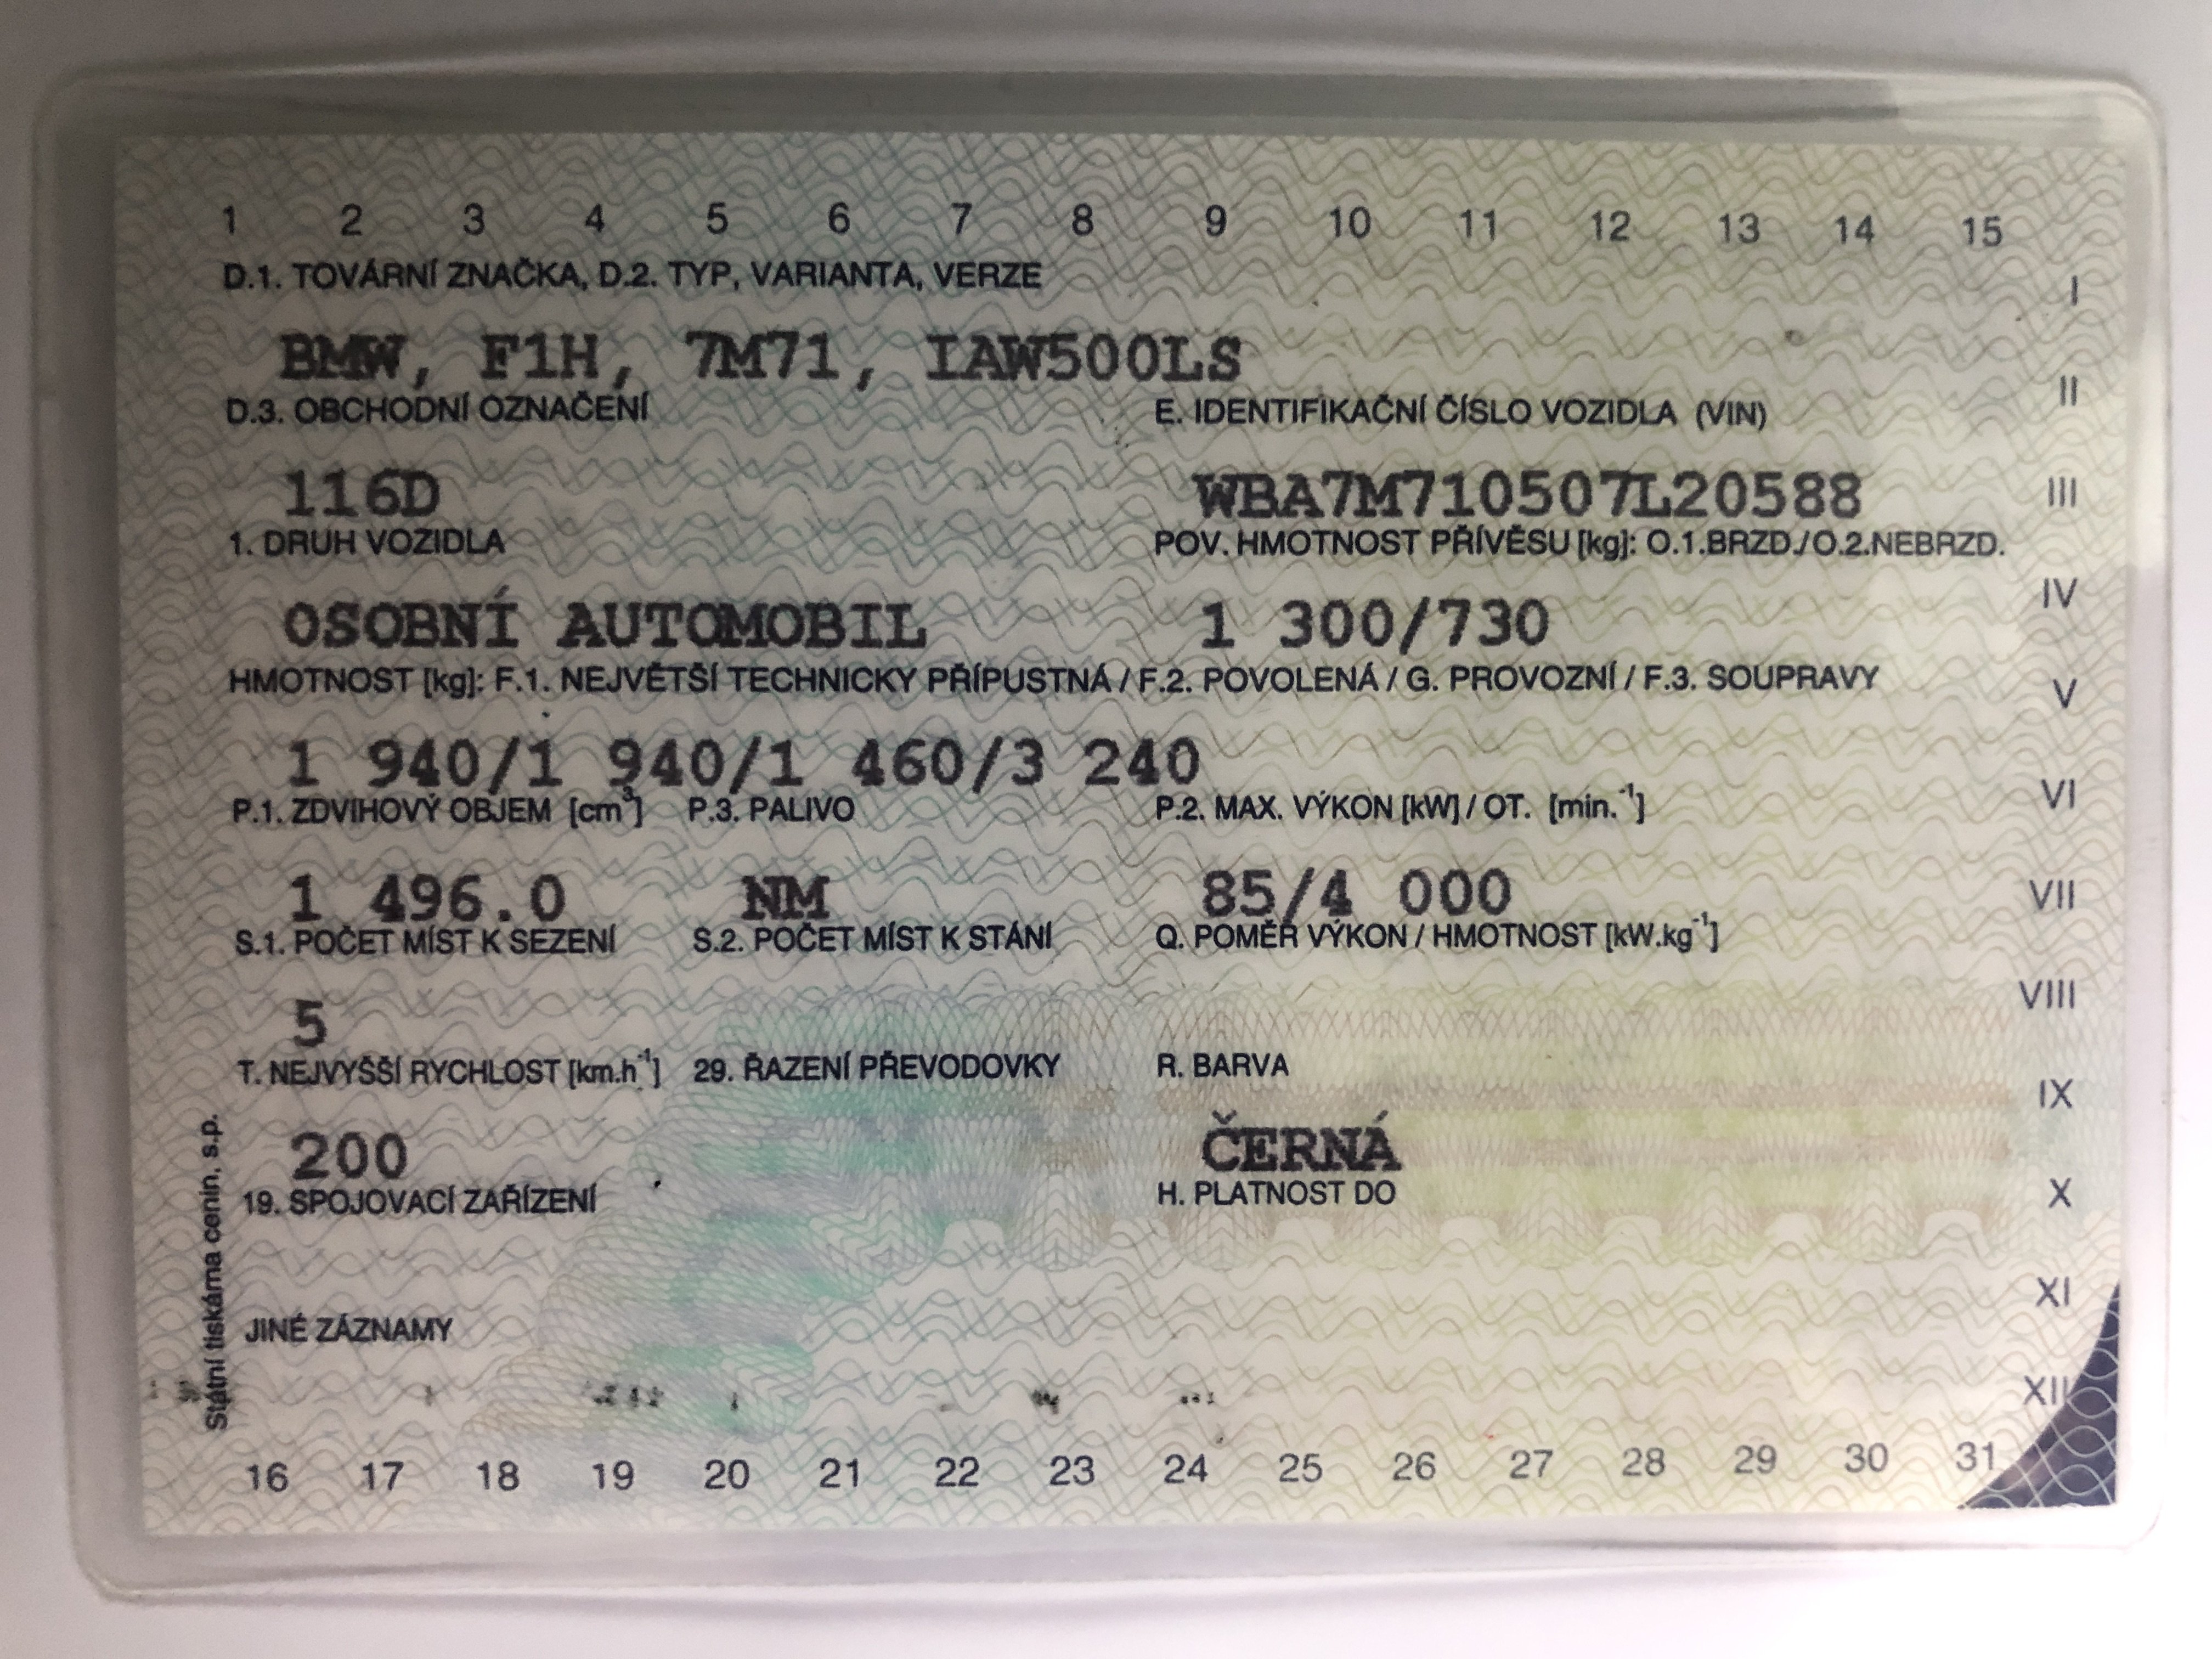 1 2 3 4 5 6 7 8 9 10 11 12 13 14 15
D.1. TOVÁRNÍ ZNAČKA, D.2. TYP, VARIANTA, VERZE
I
BMW, F1H, 7M71, IAW500LS
D.3. OBCHODNÍ OZNAČENÍ E. IDENTIFIKAČNÍ ČÍSLO VOZIDLA (VIN)
II
116D WBA7M710507L20588
III
1. DRUH VOZIDLA POV. HMOTNOST PŘÍVĚSU [kg]: O.1.BRZD./O.2.NEBRZD.
IV
OSOBNÍ AUTOMOBIL 1 300/730
HMOTNOST [kg]: F.1. NEJVĚTŠÍ TECHNICKY PŘÍPUSTNÁ / F.2. POVOLENÁ / G. PROVOZNÍ / F.3. SOUPRAVY
V
1 940/1 940/1 460/3 240
VI
P.1. ZDVIHOVÝ OBJEM [cm³] P.3. PALIVO P.2. MAX. VÝKON [kW] / OT. [min.⁻¹]
1 496.0 NM 85/4 000
VII
S.1. POČET MÍST K SEZENÍ S.2. POČET MÍST K STÁNÍ Q. POMĚR VÝKON / HMOTNOST [kW.kg⁻¹]
VIII
5
T. NEJVYŠŠÍ RYCHLOST [km.h⁻¹] 29. ŘAZENÍ PŘEVODOVKY R. BARVA
IX
200 ČERNÁ
19. SPOJOVACÍ ZAŘÍZENÍ H. PLATNOST DO
X
XI
JINÉ ZÁZNAMY
XII
Státní tiskárna cenin. s.p.
16 17 18 19 20 21 22 23 24 25 26 27 28 29 30 31